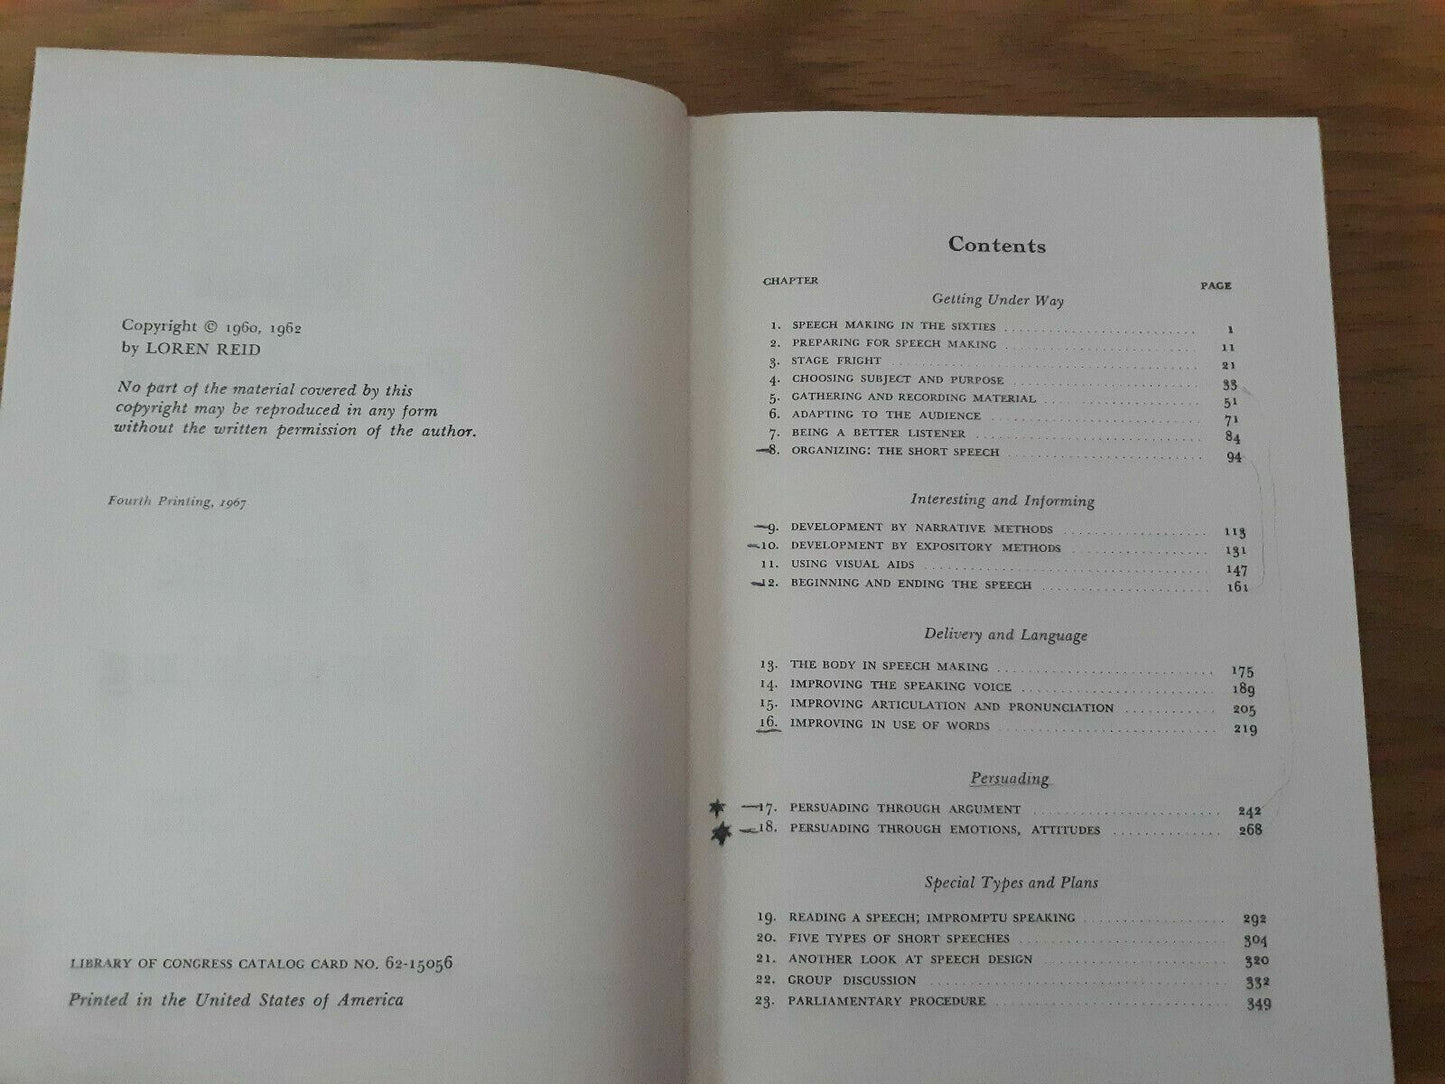 Copyright © 1960, 1962
by LOREN REID
No part of the material covered by this
copyright may be reproduced in any form
without the written permission of the author.
Fourth Printing, 1967
LIBRARY OF CONGRESS CATALOG CARD NO. 62-15056
Printed in the United States of America
Contents
CHAPTER PAGE
Getting Under Way
1. SPEECH MAKING IN THE SIXTIES 1
2. PREPARING FOR SPEECH MAKING 11
3. STAGE FRIGHT 21
4. CHOOSING SUBJECT AND PURPOSE 33
5. GATHERING AND RECORDING MATERIAL 51
6. ADAPTING TO THE AUDIENCE 71
7. BEING A BETTER LISTENER 84
8. ORGANIZING: THE SHORT SPEECH 94
Interesting and Informing
9. DEVELOPMENT BY NARRATIVE METHODS 113
10. DEVELOPMENT BY EXPOSITORY METHODS 131
11. USING VISUAL AIDS 147
12. BEGINNING AND ENDING THE SPEECH 161
Delivery and Language
13. THE BODY IN SPEECH MAKING 175
14. IMPROVING THE SPEAKING VOICE 189
15. IMPROVING ARTICULATION AND PRONUNCIATION 205
16. IMPROVING IN USE OF WORDS 219
Persuading
17. PERSUADING THROUGH ARGUMENT 242
18. PERSUADING THROUGH EMOTIONS, ATTITUDES 268
Special Types and Plans
19. READING A SPEECH; IMPROMPTU SPEAKING 292
20. FIVE TYPES OF SHORT SPEECHES 304
21. ANOTHER LOOK AT SPEECH DESIGN 320
22. GROUP DISCUSSION 332
23. PARLIAMENTARY PROCEDURE 349